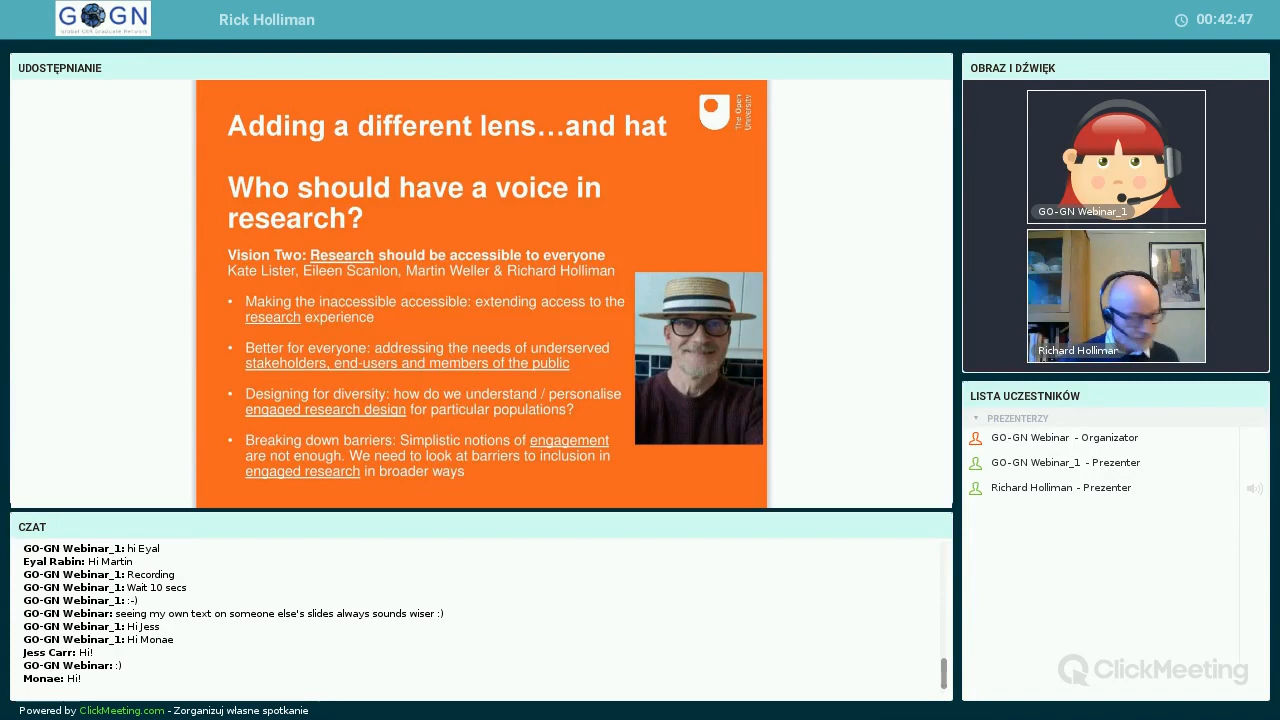 GO GN
Global OER Graduate Network
Rick Holliman
00:42:47
UDOSTĘPNIANIE
Adding a different lens…and hat
The Open
University
Who should have a voice in
research?
Vision Two: Research should be accessible to everyone
Kate Lister, Eileen Scanlon, Martin Weller & Richard Holliman
• Making the inaccessible accessible: extending access to the
research experience
• Better for everyone: addressing the needs of underserved
stakeholders, end-users and members of the public
• Designing for diversity: how do we understand / personalise
engaged research design for particular populations?
• Breaking down barriers: Simplistic notions of engagement
are not enough. We need to look at barriers to inclusion in
engaged research in broader ways
OBRAZ I DŹWIĘK
GO-GN Webinar_1
Richard Holliman
LISTA UCZESTNIKÓW
PREZENTERZY
GO-GN Webinar - Organizator
GO-GN Webinar_1 - Prezenter
Richard Holliman - Prezenter
ClickMeeting
CZAT
GO-GN Webinar_1: hi Eyal
Eyal Rabin: Hi Martin
GO-GN Webinar_1: Recording
GO-GN Webinar_1: Wait 10 secs
GO-GN Webinar_1: :-)
GO-GN Webinar: seeing my own text on someone else's slides always sounds wiser :)
GO-GN Webinar_1: Hi Jess
GO-GN Webinar_1: Hi Monae
Jess Carr: Hi!
GO-GN Webinar: :)
Monae: Hi!
Powered by ClickMeeting.com - Zorganizuj własne spotkanie